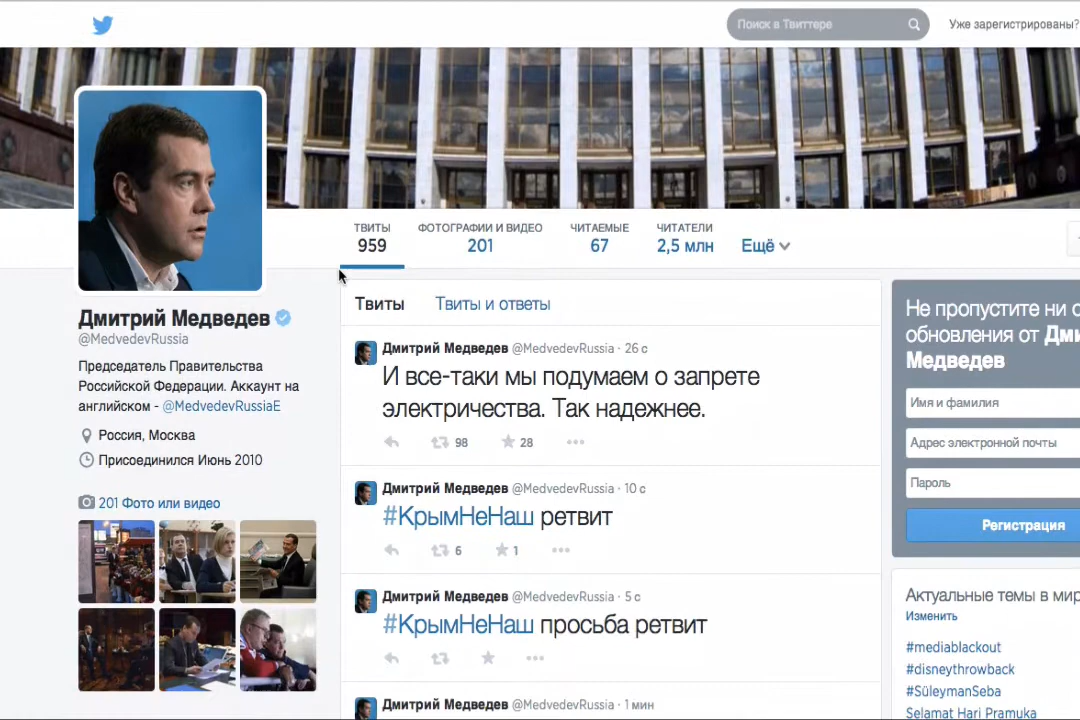 Поиск в Твиттере
Уже зарегистрированы?
ТВИТЫ
959
ФОТОГРАФИИ И ВИДЕО
201
ЧИТАЕМЫЕ
67
ЧИТАТЕЛИ
2,5 млн
Ещё
Дмитрий Медведев
@MedvedevRussia
Председатель Правительства
Российской Федерации. Аккаунт на
английском - @MedvedevRussiaE
Россия, Москва
Присоединился Июнь 2010
201 Фото или видео
Твиты
Твиты и ответы
Дмитрий Медведев @MedvedevRussia · 26 с
И все-таки мы подумаем о запрете
электричества. Так надежнее.
98
28
Дмитрий Медведев @MedvedevRussia · 10 с
#КрымНеНаш ретвит
6
1
Дмитрий Медведев @MedvedevRussia · 5 с
#КрымНеНаш просьба ретвит
Дмитрий Медведев @MedvedevRussia · 1 мин
Не пропустите ни о
обновления от Дми
Медведев
Имя и фамилия
Адрес электронной почты
Пароль
Регистрация
Актуальные темы в мир
Изменить
#mediablackout
#disneythrowback
#SüleymanSeba
Selamat Hari Pramuka